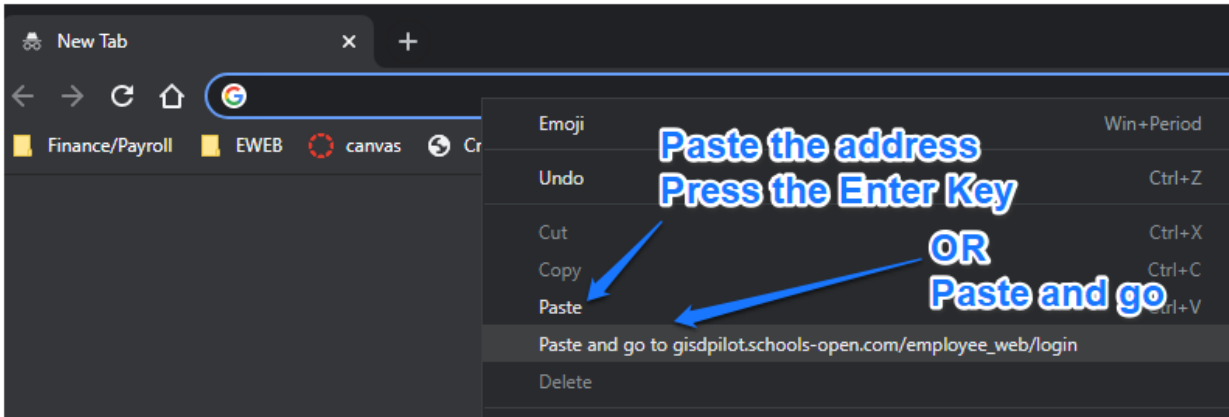 New Tab
Finance/Payroll EWEB canvas Cr
Emoji Win+Period
Paste the address
Undo Ctrl+Z
Press the Enter Key
Cut Ctrl+X
OR
Copy Ctrl+C
Paste and go
Paste Ctrl+V
Paste and go to gisdpilot.schools-open.com/employee_web/login
Delete